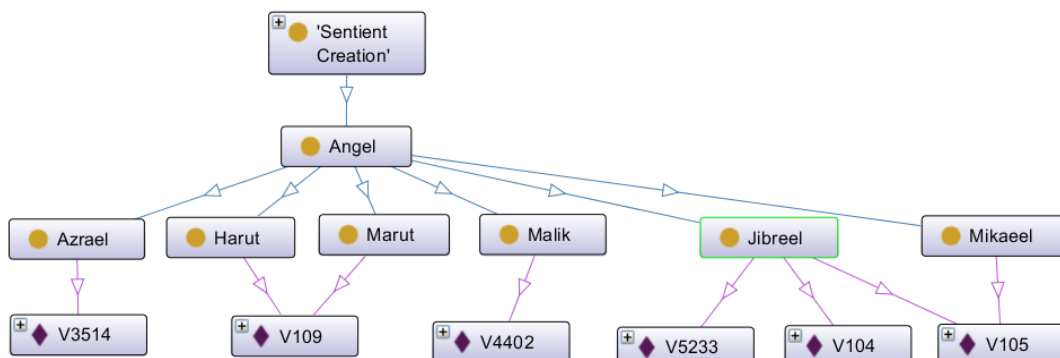 'Sentient
Creation'
Angel
Azrael
Harut
Marut
Malik
Jibreel
Mikaeel
V3514
V109
V4402
V5233
V104
V105